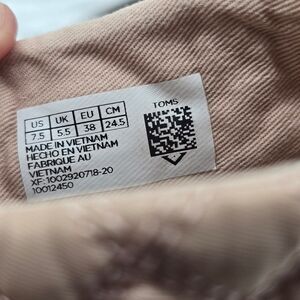 US UK EU CM
7.5 5.5 38 24.5
TOMS
MADE IN VIETNAM
HECHO EN VIETNAM
FABRIQUE AU
VIETNAM
XF:1002920718-20
10012450